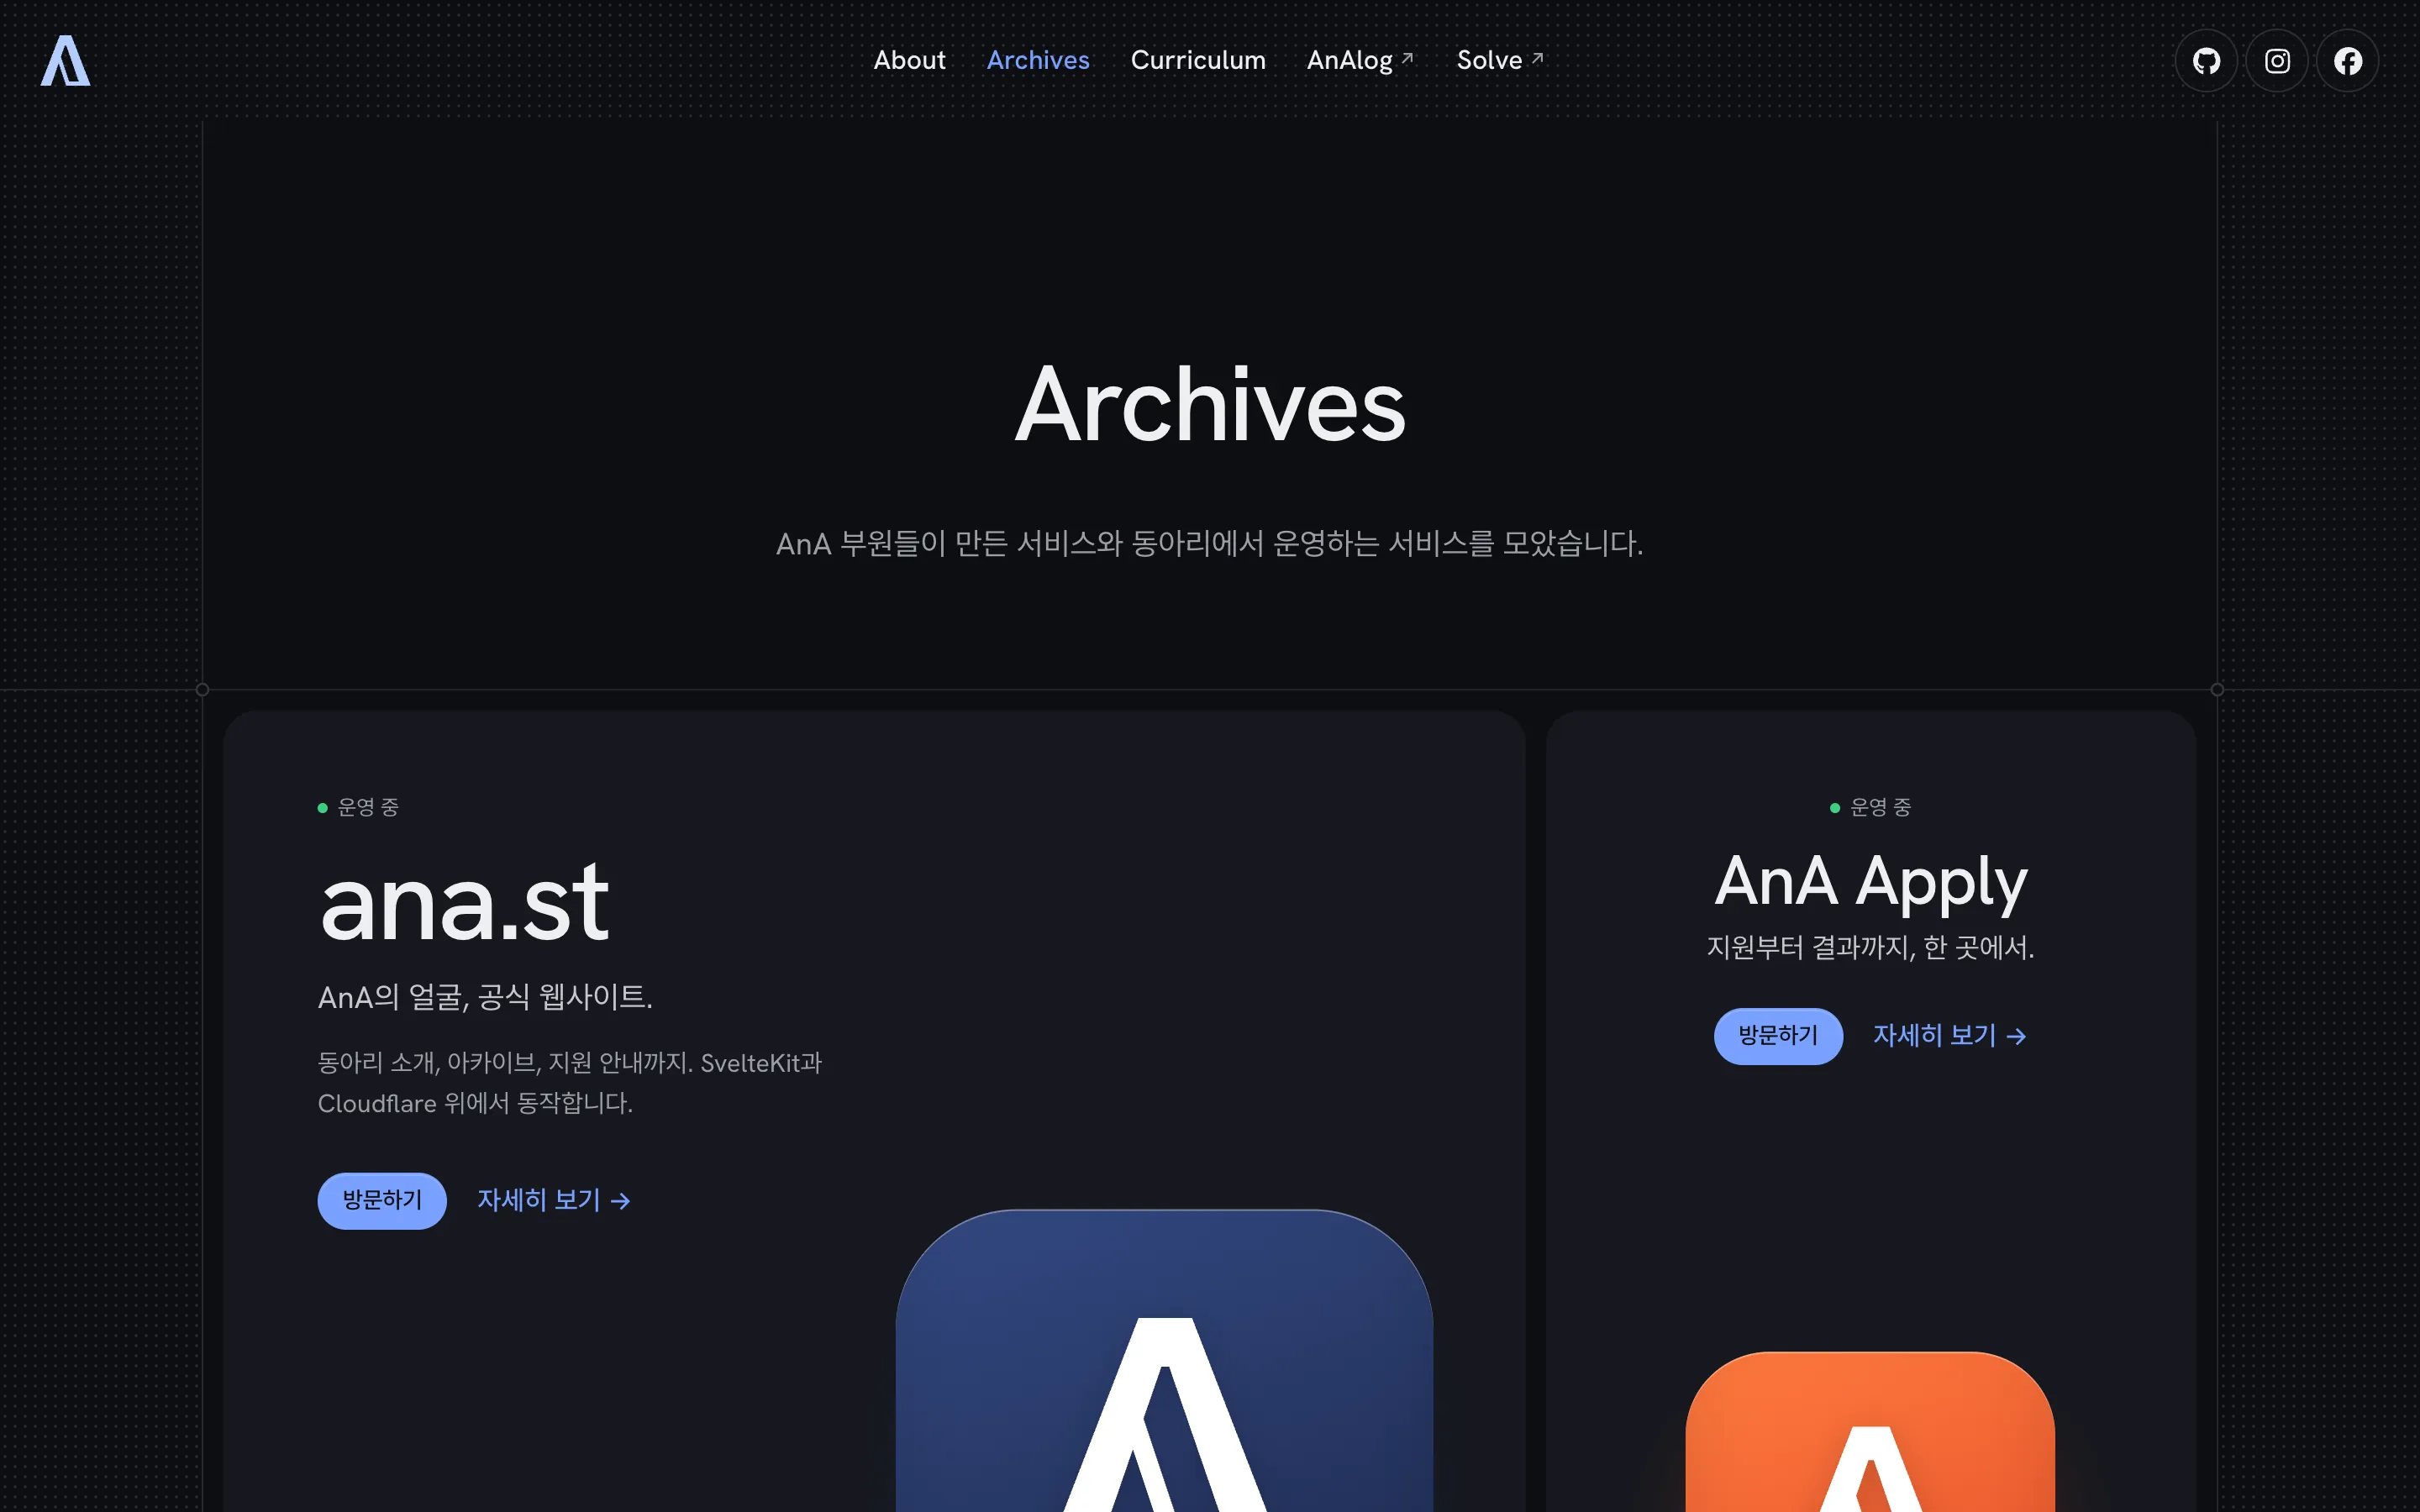 About Archives Curriculum AnAlog Solve
Archives
AnA 부원들이 만든 서비스와 동아리에서 운영하는 서비스를 모았습니다.
운영 중
ana.st
AnA의 얼굴, 공식 웹사이트.
동아리 소개, 아카이브, 지원 안내까지. SvelteKit과
Cloudflare 위에서 동작합니다.
방문하기 자세히 보기 →
운영 중
AnA Apply
지원부터 결과까지, 한 곳에서.
방문하기 자세히 보기 →